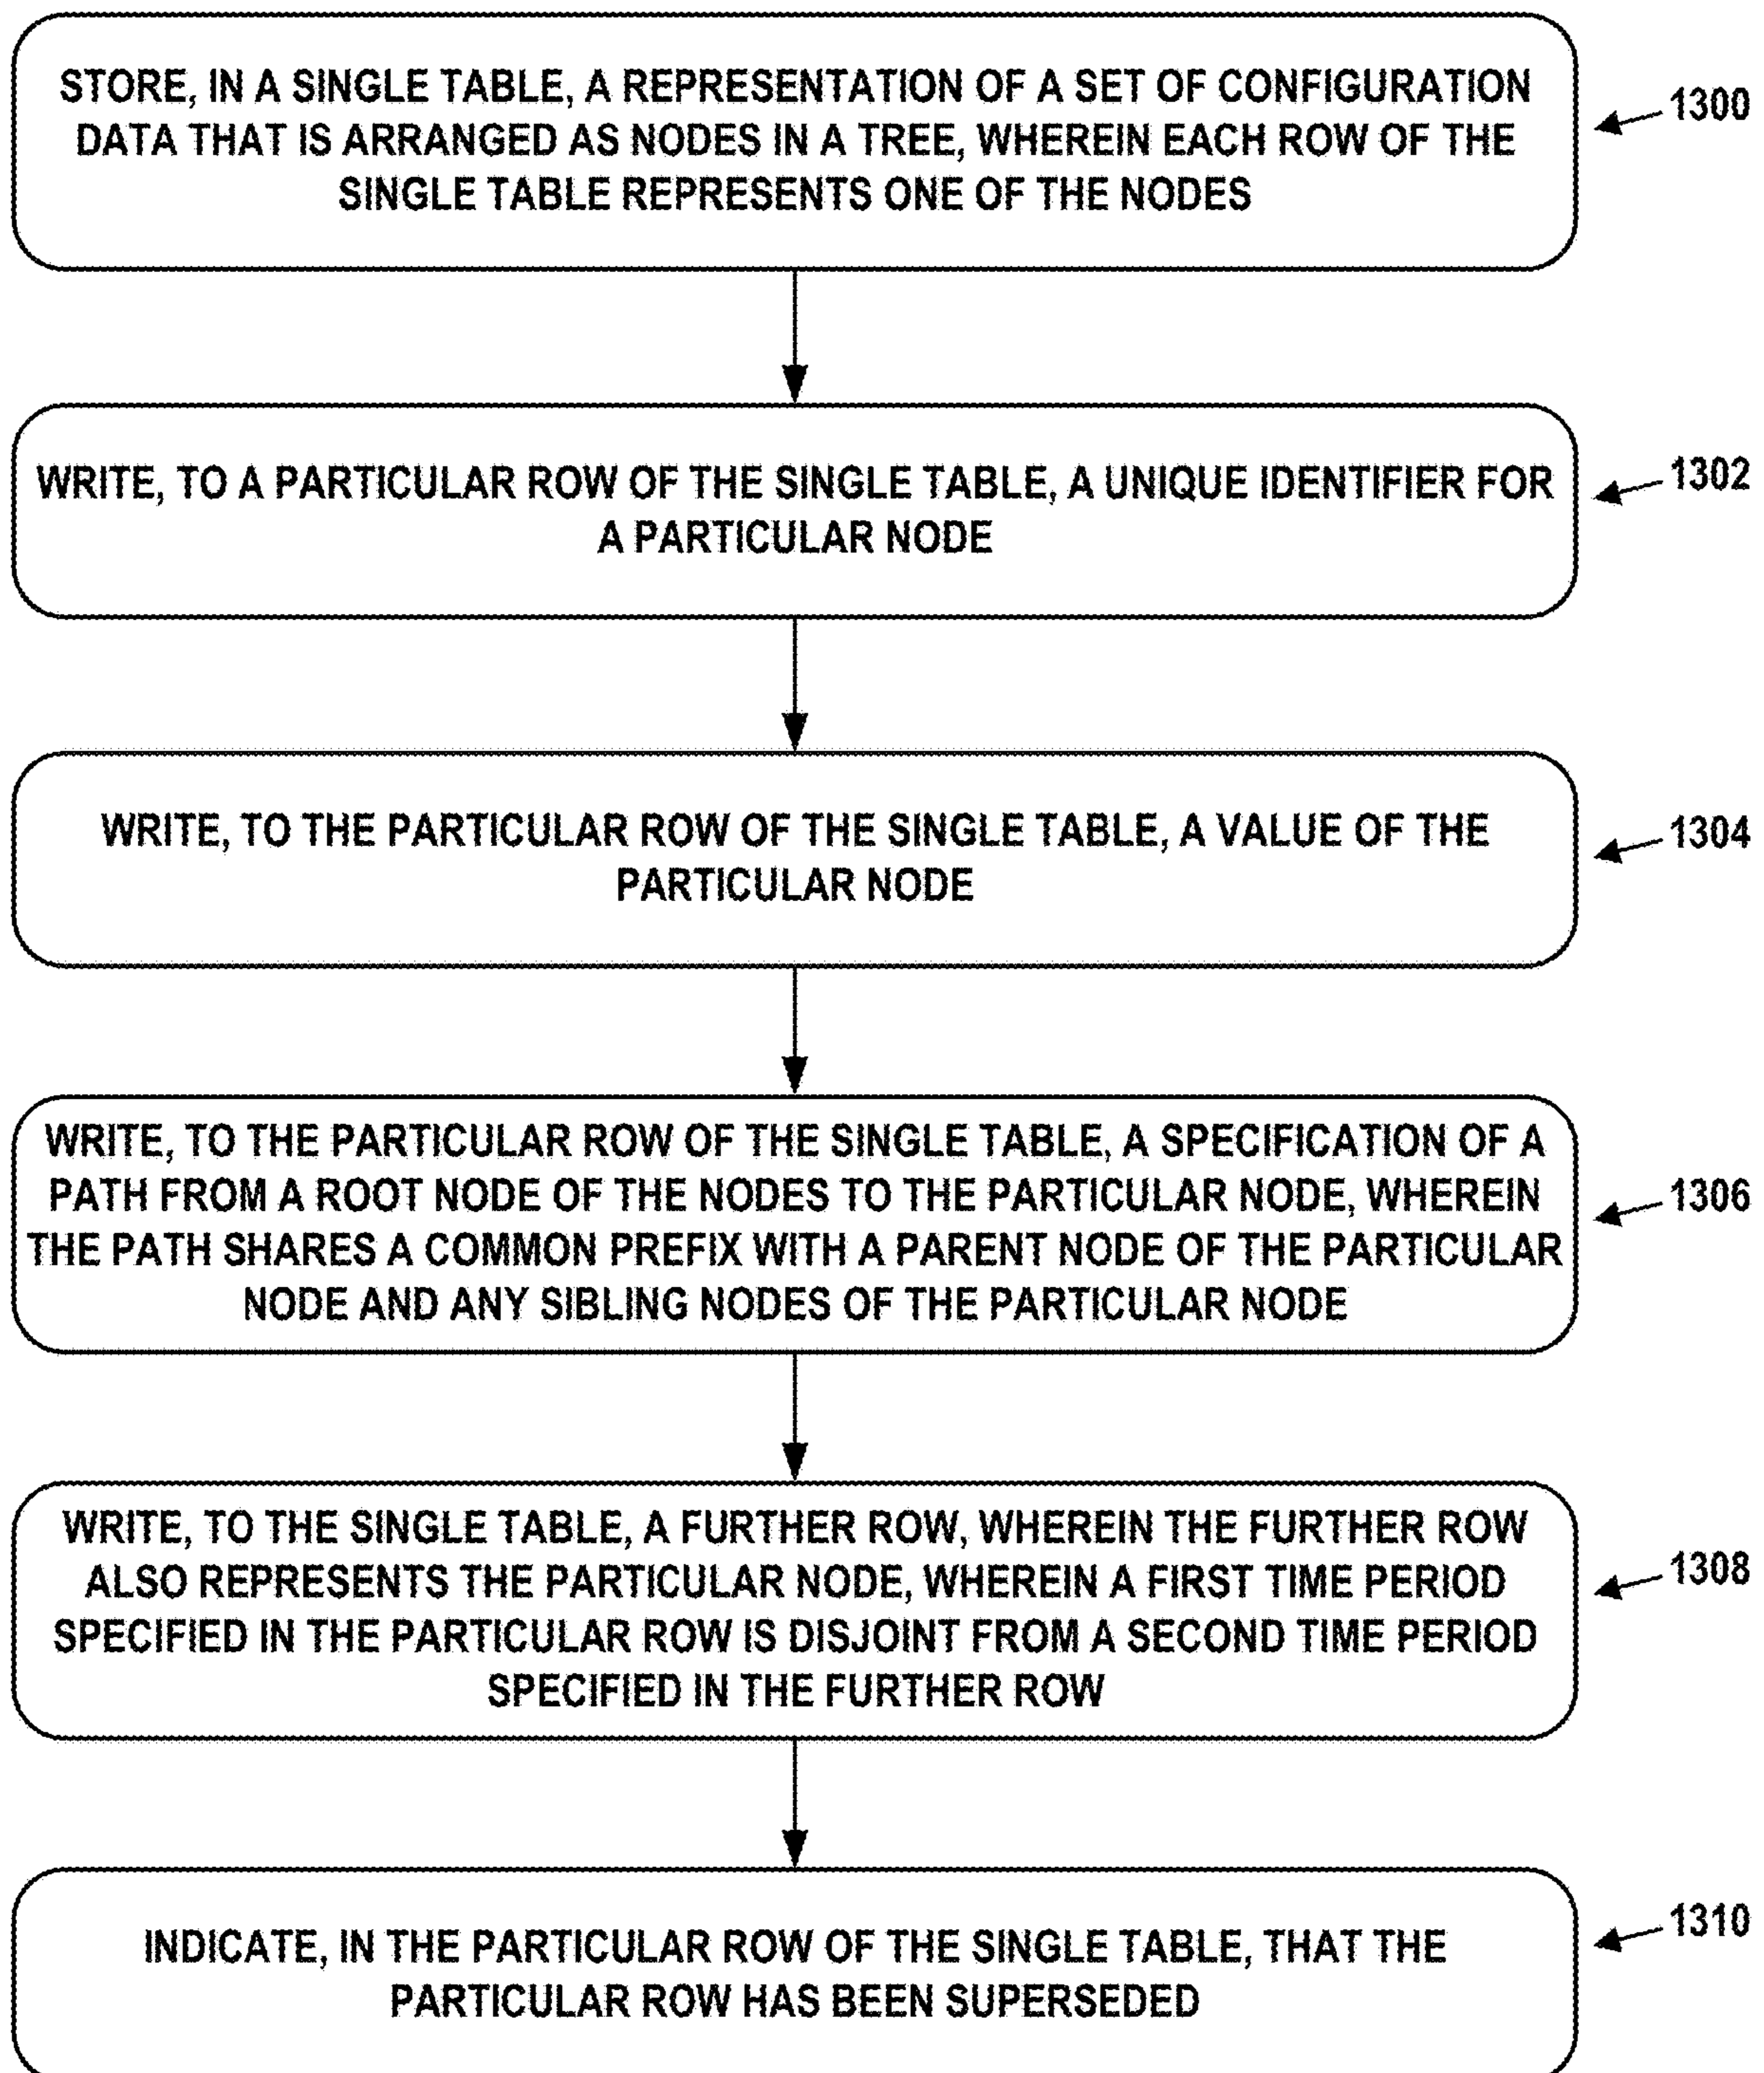 STORE, IN A SINGLE TABLE, A REPRESENTATION OF A SET OF CONFIGURATION
DATA THAT IS ARRANGED AS NODES IN A TREE, WHEREIN EACH ROW OF THE
SINGLE TABLE REPRESENTS ONE OF THE NODES
1300
WRITE, TO A PARTICULAR ROW OF THE SINGLE TABLE, A UNIQUE IDENTIFIER FOR
A PARTICULAR NODE
1302
WRITE, TO THE PARTICULAR ROW OF THE SINGLE TABLE, A VALUE OF THE
PARTICULAR NODE
1304
WRITE, TO THE PARTICULAR ROW OF THE SINGLE TABLE, A SPECIFICATION OF A
PATH FROM A ROOT NODE OF THE NODES TO THE PARTICULAR NODE, WHEREIN
THE PATH SHARES A COMMON PREFIX WITH A PARENT NODE OF THE PARTICULAR
NODE AND ANY SIBLING NODES OF THE PARTICULAR NODE
1306
WRITE, TO THE SINGLE TABLE, A FURTHER ROW, WHEREIN THE FURTHER ROW
ALSO REPRESENTS THE PARTICULAR NODE, WHEREIN A FIRST TIME PERIOD
SPECIFIED IN THE PARTICULAR ROW IS DISJOINT FROM A SECOND TIME PERIOD
SPECIFIED IN THE FURTHER ROW
1308
INDICATE, IN THE PARTICULAR ROW OF THE SINGLE TABLE, THAT THE
PARTICULAR ROW HAS BEEN SUPERSEDED
1310